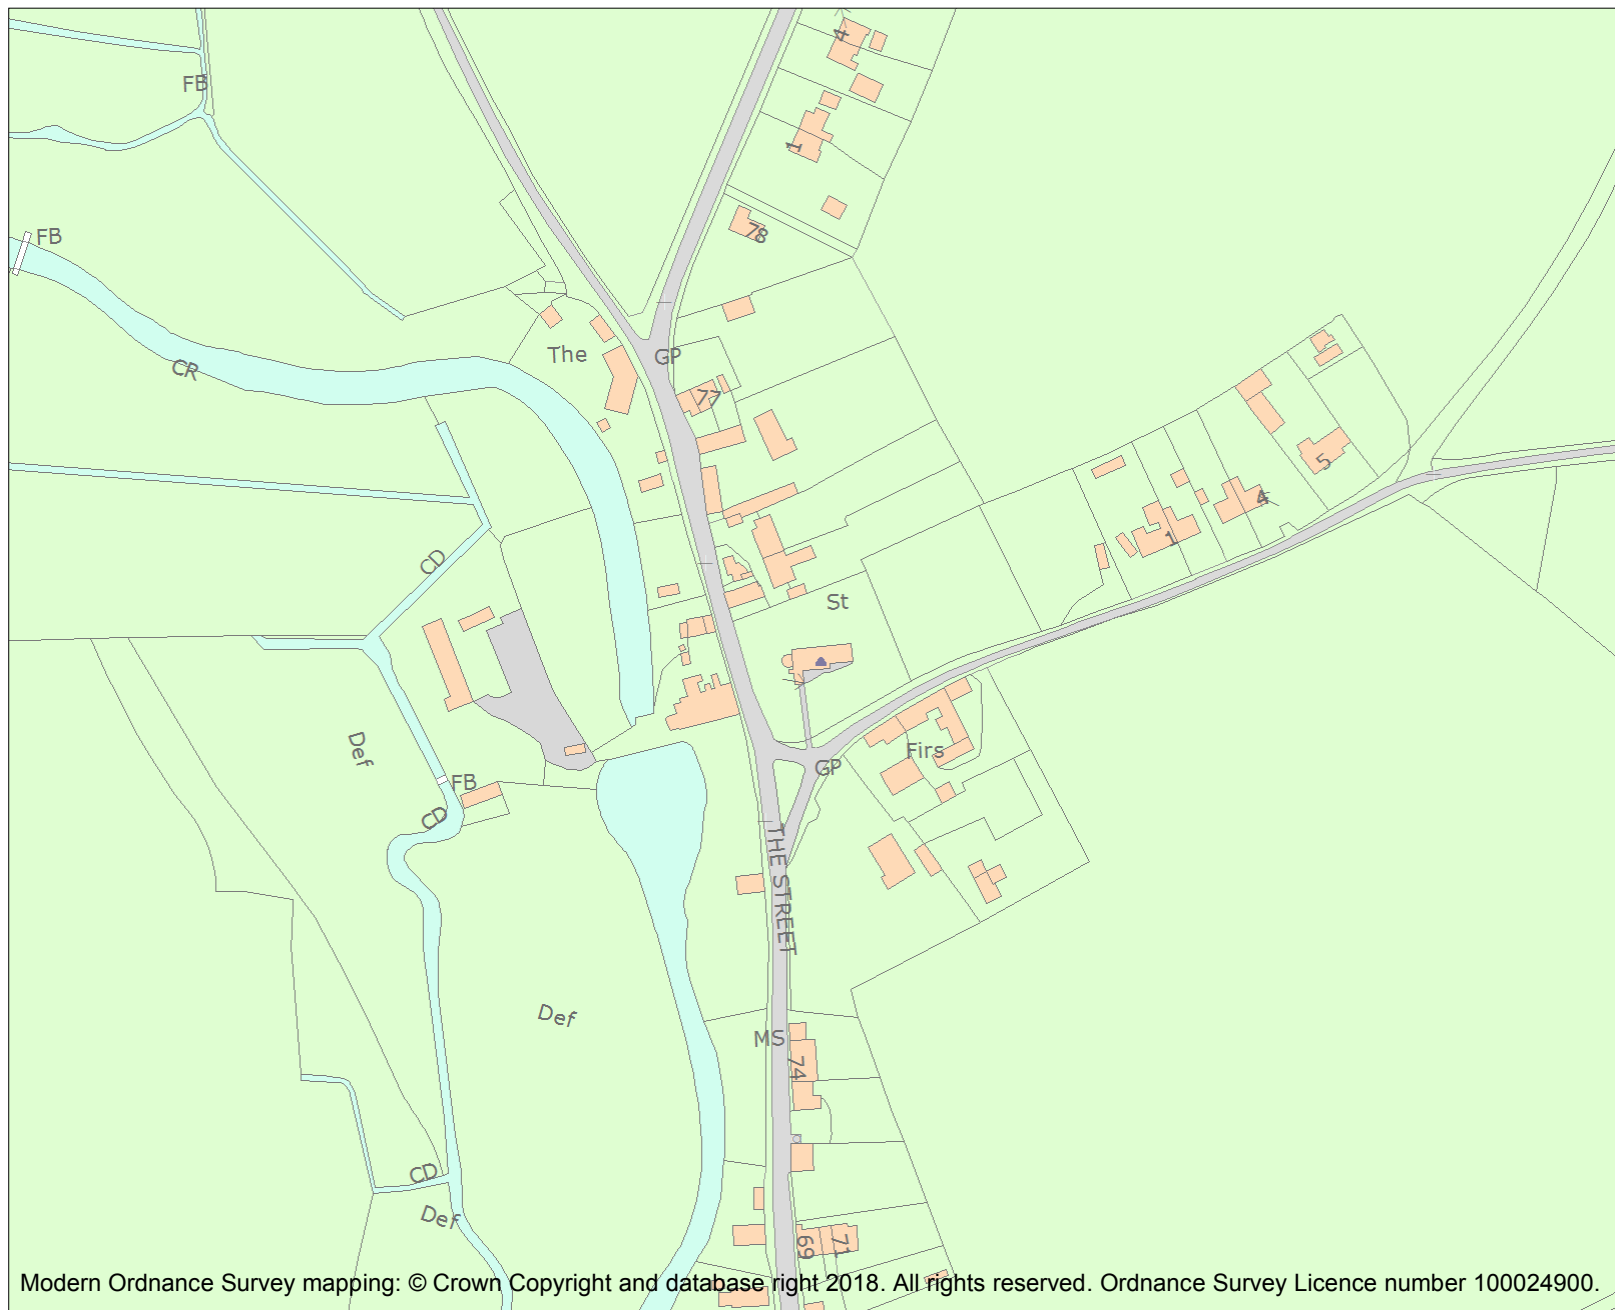 4
FB
1
FB
78
The
GP
CR
77
5
4
1
CD
St
Def
Firs
GP
FB
CD
THE STREET
Def
MS
74
CD
Def
69
71
Modern Ordnance Survey mapping: © Crown Copyright and database right 2018. All rights reserved. Ordnance Survey Licence number 100024900.